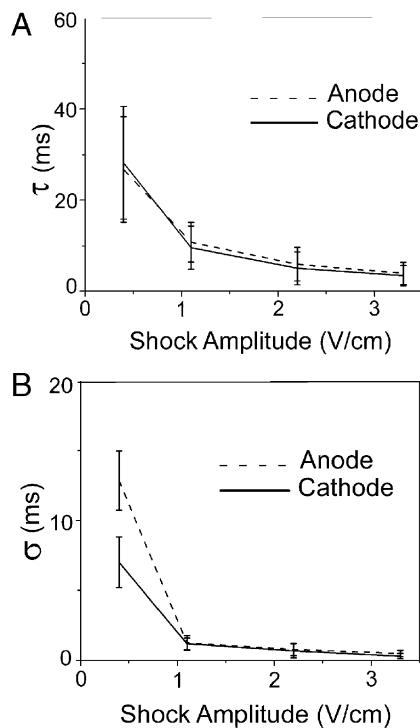 A
60
Anode
Cathode
40
τ (ms)
20
0
0 1 2 3
Shock Amplitude (V/cm)
B
20
Anode
Cathode
σ (ms)
10
0
0 1 2 3
Shock Amplitude (V/cm)